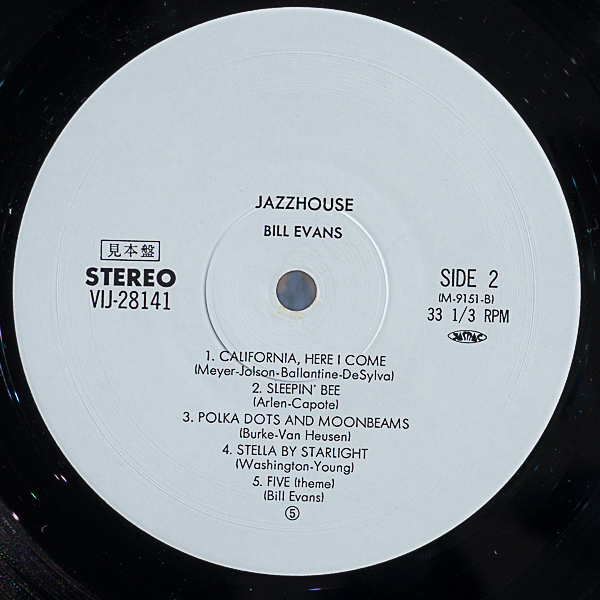 JAZZHOUSE
BILL EVANS
見本盤
STEREO
VIJ-28141
SIDE 2
(M-9151-B)
33 1/3 RPM
1. CALIFORNIA, HERE I COME
(Meyer-Jolson-Ballantine-DeSylva)
2. SLEEPIN' BEE
(Arlen-Capote)
3. POLKA DOTS AND MOONBEAMS
(Burke-Van Heusen)
4. STELLA BY STARLIGHT
(Washington-Young)
5. FIVE (theme)
(Bill Evans)
⑤